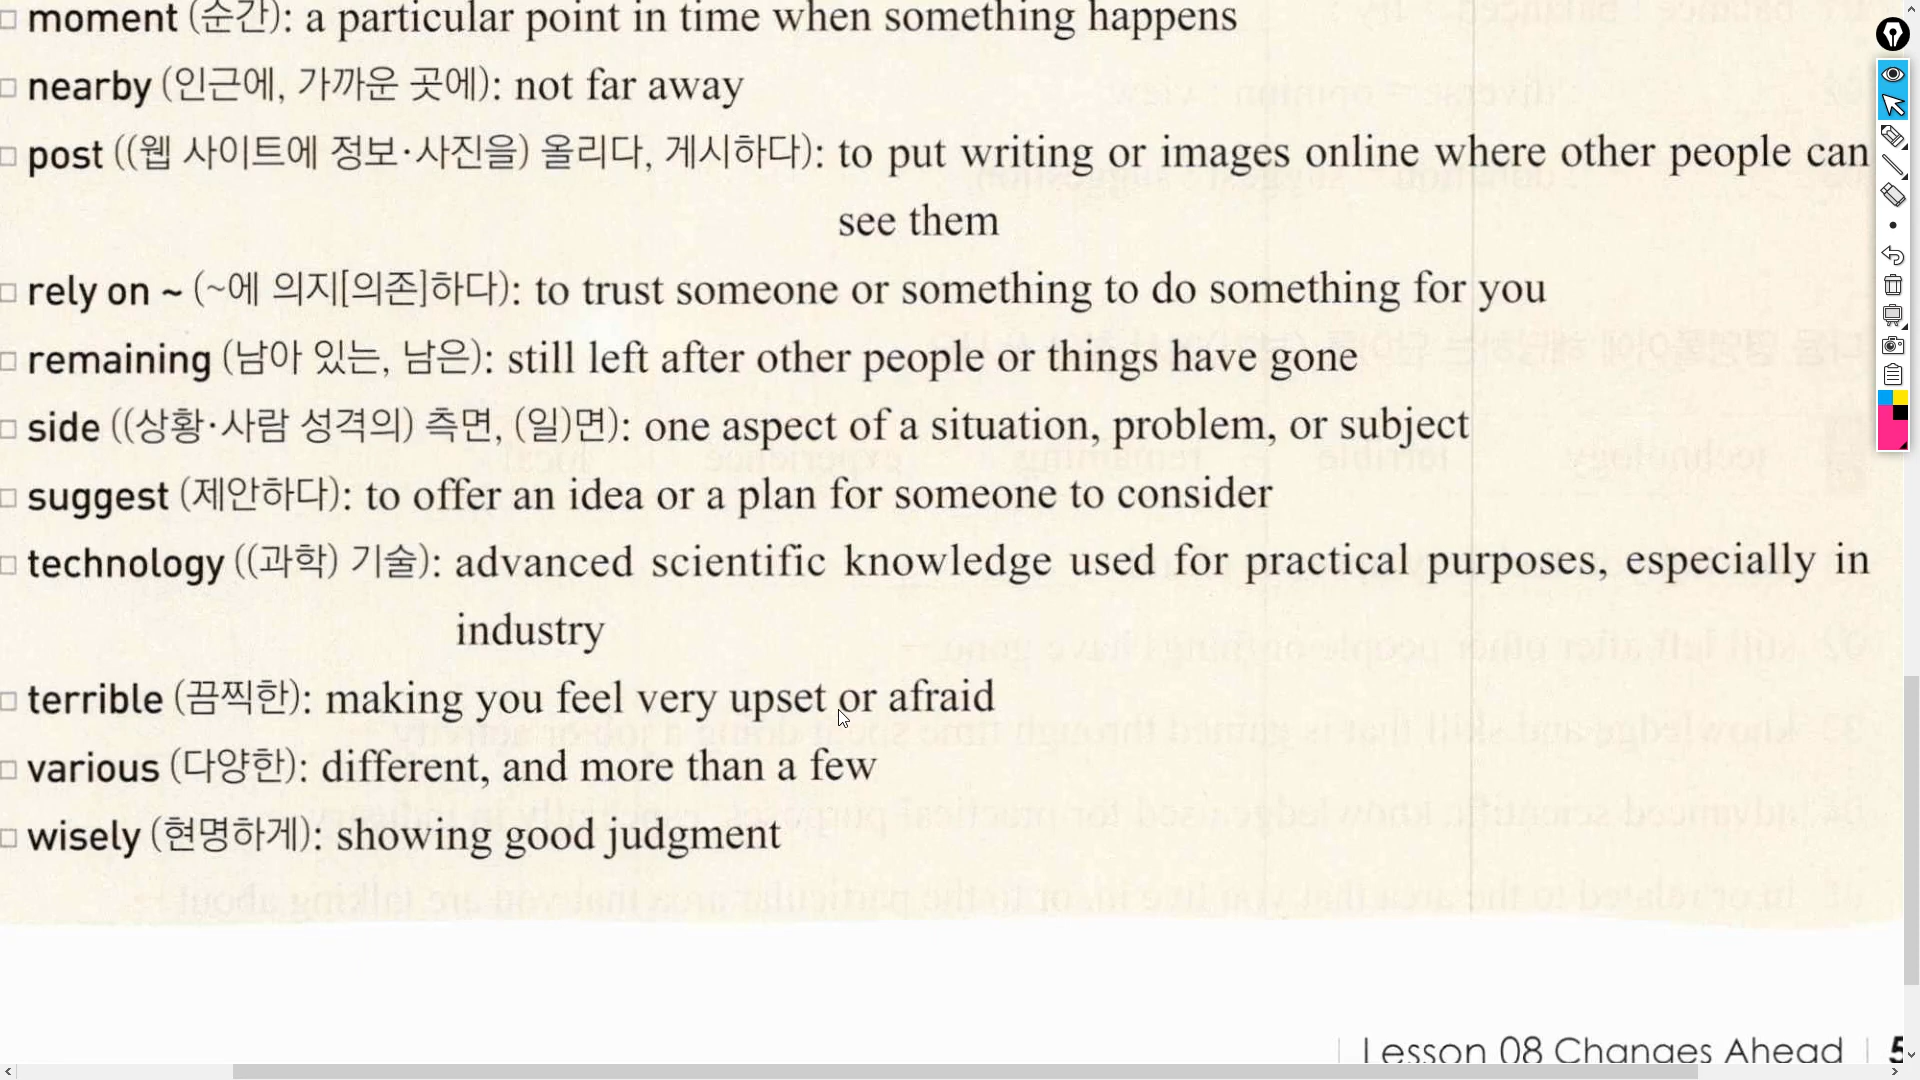 moment (순간): a particular point in time when something happens
nearby (인근에, 가까운 곳에): not far away
post ((웹 사이트에 정보·사진을) 올리다, 게시하다): to put writing or images online where other people can
see them
rely on ~ (~에 의지[의존]하다): to trust someone or something to do something for you
remaining (남아 있는, 남은): still left after other people or things have gone
side ((상황·사람 성격의) 측면, (일)면): one aspect of a situation, problem, or subject
suggest (제안하다): to offer an idea or a plan for someone to consider
technology ((과학) 기술): advanced scientific knowledge used for practical purposes, especially in
industry
terrible (끔찍한): making you feel very upset or afraid
various (다양한): different, and more than a few
wisely (현명하게): showing good judgment
Lesson 08 Changes Ahead